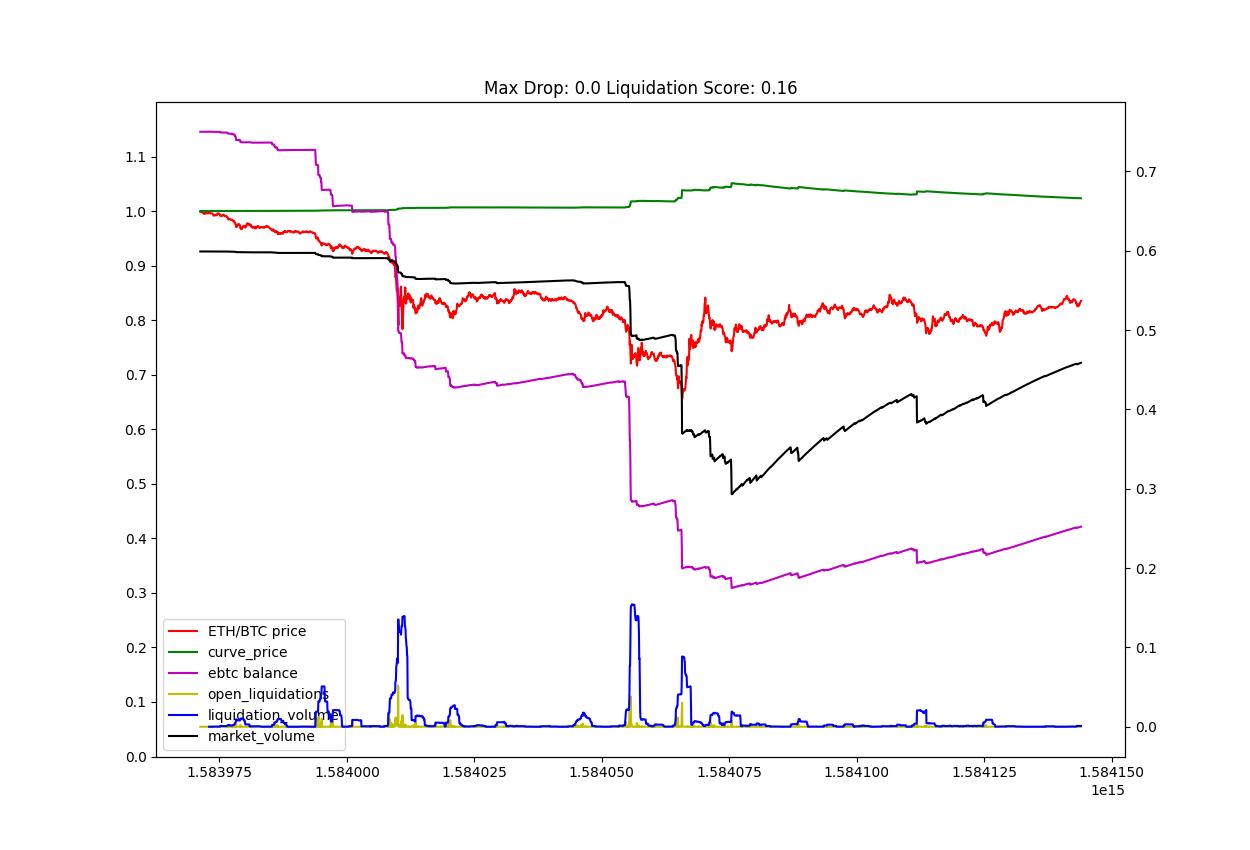 Max Drop: 0.0 Liquidation Score: 0.16
1.1
1.0
0.9
0.8
0.7
0.6
0.5
0.4
0.3
0.2
0.1
0.0
0.7
0.6
0.5
0.4
0.3
0.2
0.1
0.0
ETH/BTC price
curve_price
ebtc balance
open_liquidations
liquidation_volume
market_volume
1.583975 1.584000 1.584025 1.584050 1.584075 1.584100 1.584125 1.584150
1e15